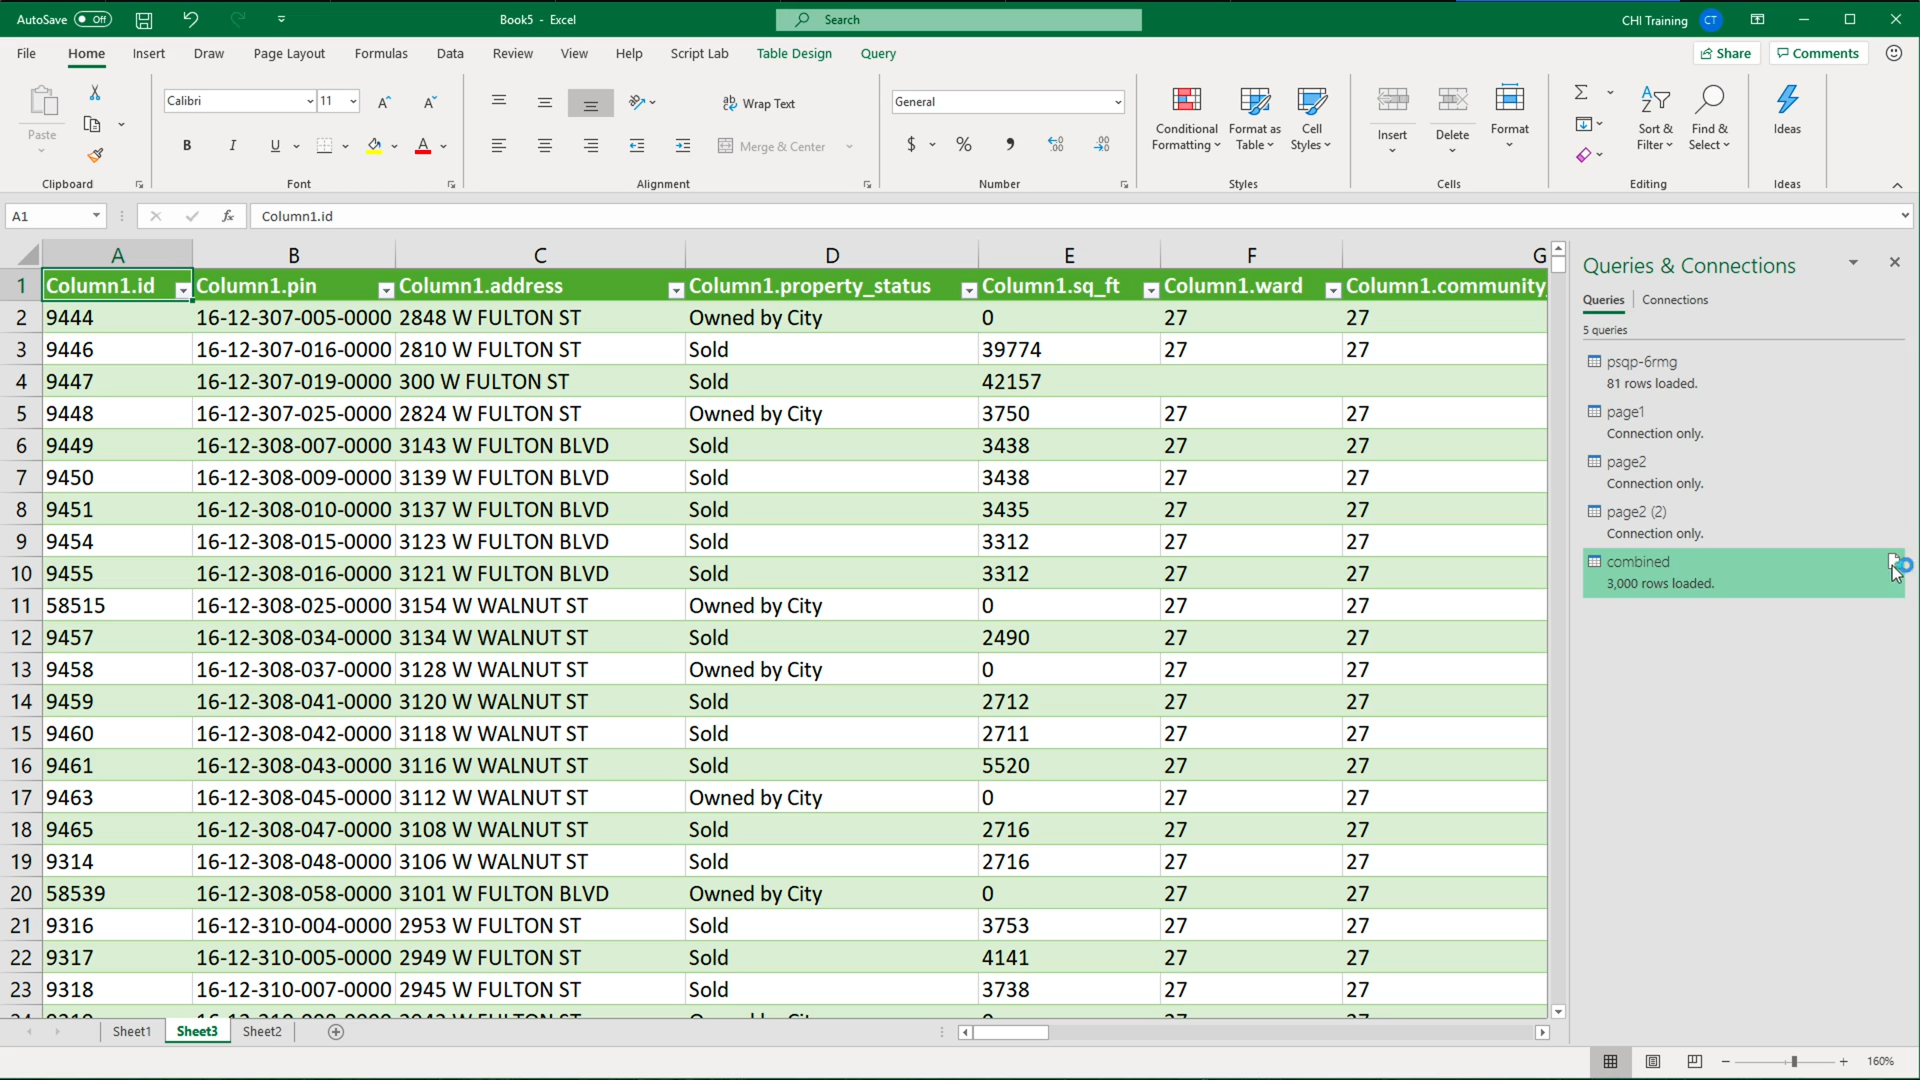 AutoSave Off Book5 - Excel Search CHI Training CT
File Home Insert Draw Page Layout Formulas Data Review View Help Script Lab Table Design Query Share Comments
Paste
Calibri 11
Wrap Text
General
Conditional Formatting
Format as Table
Cell Styles
Insert
Delete
Format
Sort & Filter
Find & Select
Ideas
B I U
Merge & Center
$ %
Clipboard Font Alignment Number Styles Cells Editing Ideas
A1 fx Column1.id
A B C D E F G
1 Column1.id Column1.pin Column1.address Column1.property_status Column1.sq_ft Column1.ward Column1.community_
2 9444 16-12-307-005-0000 2848 W FULTON ST Owned by City 0 27 27
3 9446 16-12-307-016-0000 2810 W FULTON ST Sold 39774 27 27
4 9447 16-12-307-019-0000 300 W FULTON ST Sold 42157
5 9448 16-12-307-025-0000 2824 W FULTON ST Owned by City 3750 27 27
6 9449 16-12-308-007-0000 3143 W FULTON BLVD Sold 3438 27 27
7 9450 16-12-308-009-0000 3139 W FULTON BLVD Sold 3438 27 27
8 9451 16-12-308-010-0000 3137 W FULTON BLVD Sold 3435 27 27
9 9454 16-12-308-015-0000 3123 W FULTON BLVD Sold 3312 27 27
10 9455 16-12-308-016-0000 3121 W FULTON BLVD Sold 3312 27 27
11 58515 16-12-308-025-0000 3154 W WALNUT ST Owned by City 0 27 27
12 9457 16-12-308-034-0000 3134 W WALNUT ST Sold 2490 27 27
13 9458 16-12-308-037-0000 3128 W WALNUT ST Owned by City 0 27 27
14 9459 16-12-308-041-0000 3120 W WALNUT ST Sold 2712 27 27
15 9460 16-12-308-042-0000 3118 W WALNUT ST Sold 2711 27 27
16 9461 16-12-308-043-0000 3116 W WALNUT ST Sold 5520 27 27
17 9463 16-12-308-045-0000 3112 W WALNUT ST Owned by City 0 27 27
18 9465 16-12-308-047-0000 3108 W WALNUT ST Sold 2716 27 27
19 9314 16-12-308-048-0000 3106 W WALNUT ST Sold 2716 27 27
20 58539 16-12-308-058-0000 3101 W FULTON BLVD Owned by City 0 27 27
21 9316 16-12-310-004-0000 2953 W FULTON ST Sold 3753 27 27
22 9317 16-12-310-005-0000 2949 W FULTON ST Sold 4141 27 27
23 9318 16-12-310-007-0000 2945 W FULTON ST Sold 3738 27 27
Queries & Connections
Queries Connections
5 queries
psqp-6rmg
81 rows loaded.
page1
Connection only.
page2
Connection only.
page2 (2)
Connection only.
combined
3,000 rows loaded.
Sheet1 Sheet3 Sheet2
160%